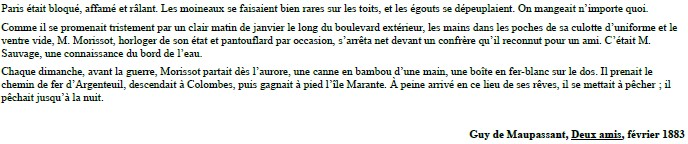 Paris était bloqué, affamé et râlant. Les moineaux se faisaient bien rares sur les toits, et les égouts se dépeuplaient. On mangeait n'importe quoi.
Comme il se promenait tristement par un clair matin de janvier le long du boulevard extérieur, les mains dans les poches de sa culotte d'uniforme et le
ventre vide, M. Morissot, horloger de son état et pantouflard par occasion, s'arrêta net devant un confrère qu'il reconnut pour un ami. C'était M.
Sauvage, une connaissance du bord de l'eau.
Chaque dimanche, avant la guerre, Morissot partait dès l'aurore, une canne en bambou d'une main, une boîte en fer-blanc sur le dos. Il prenait le
chemin de fer d'Argenteuil, descendait à Colombes, puis gagnait à pied l'île Marante. À peine arrivé en ce lieu de ses rêves, il se mettait à pêcher ; il
pêchait jusqu'à la nuit.
Guy de Maupassant, Deux amis, février 1883